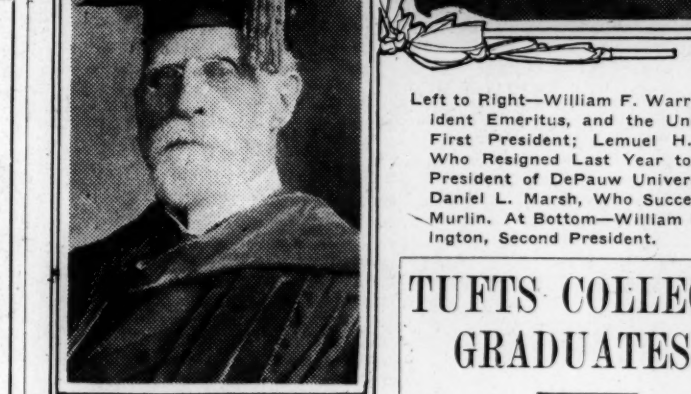 Left to Right—William F. Warr
ident Emeritus, and the Un
First President; Lemuel H.
Who Resigned Last Year to
President of DePauw Univer
Daniel L. Marsh, Who Succe
Murlin. At Bottom—William
ington, Second President.
TUFTS COLLEG
GRADUATES